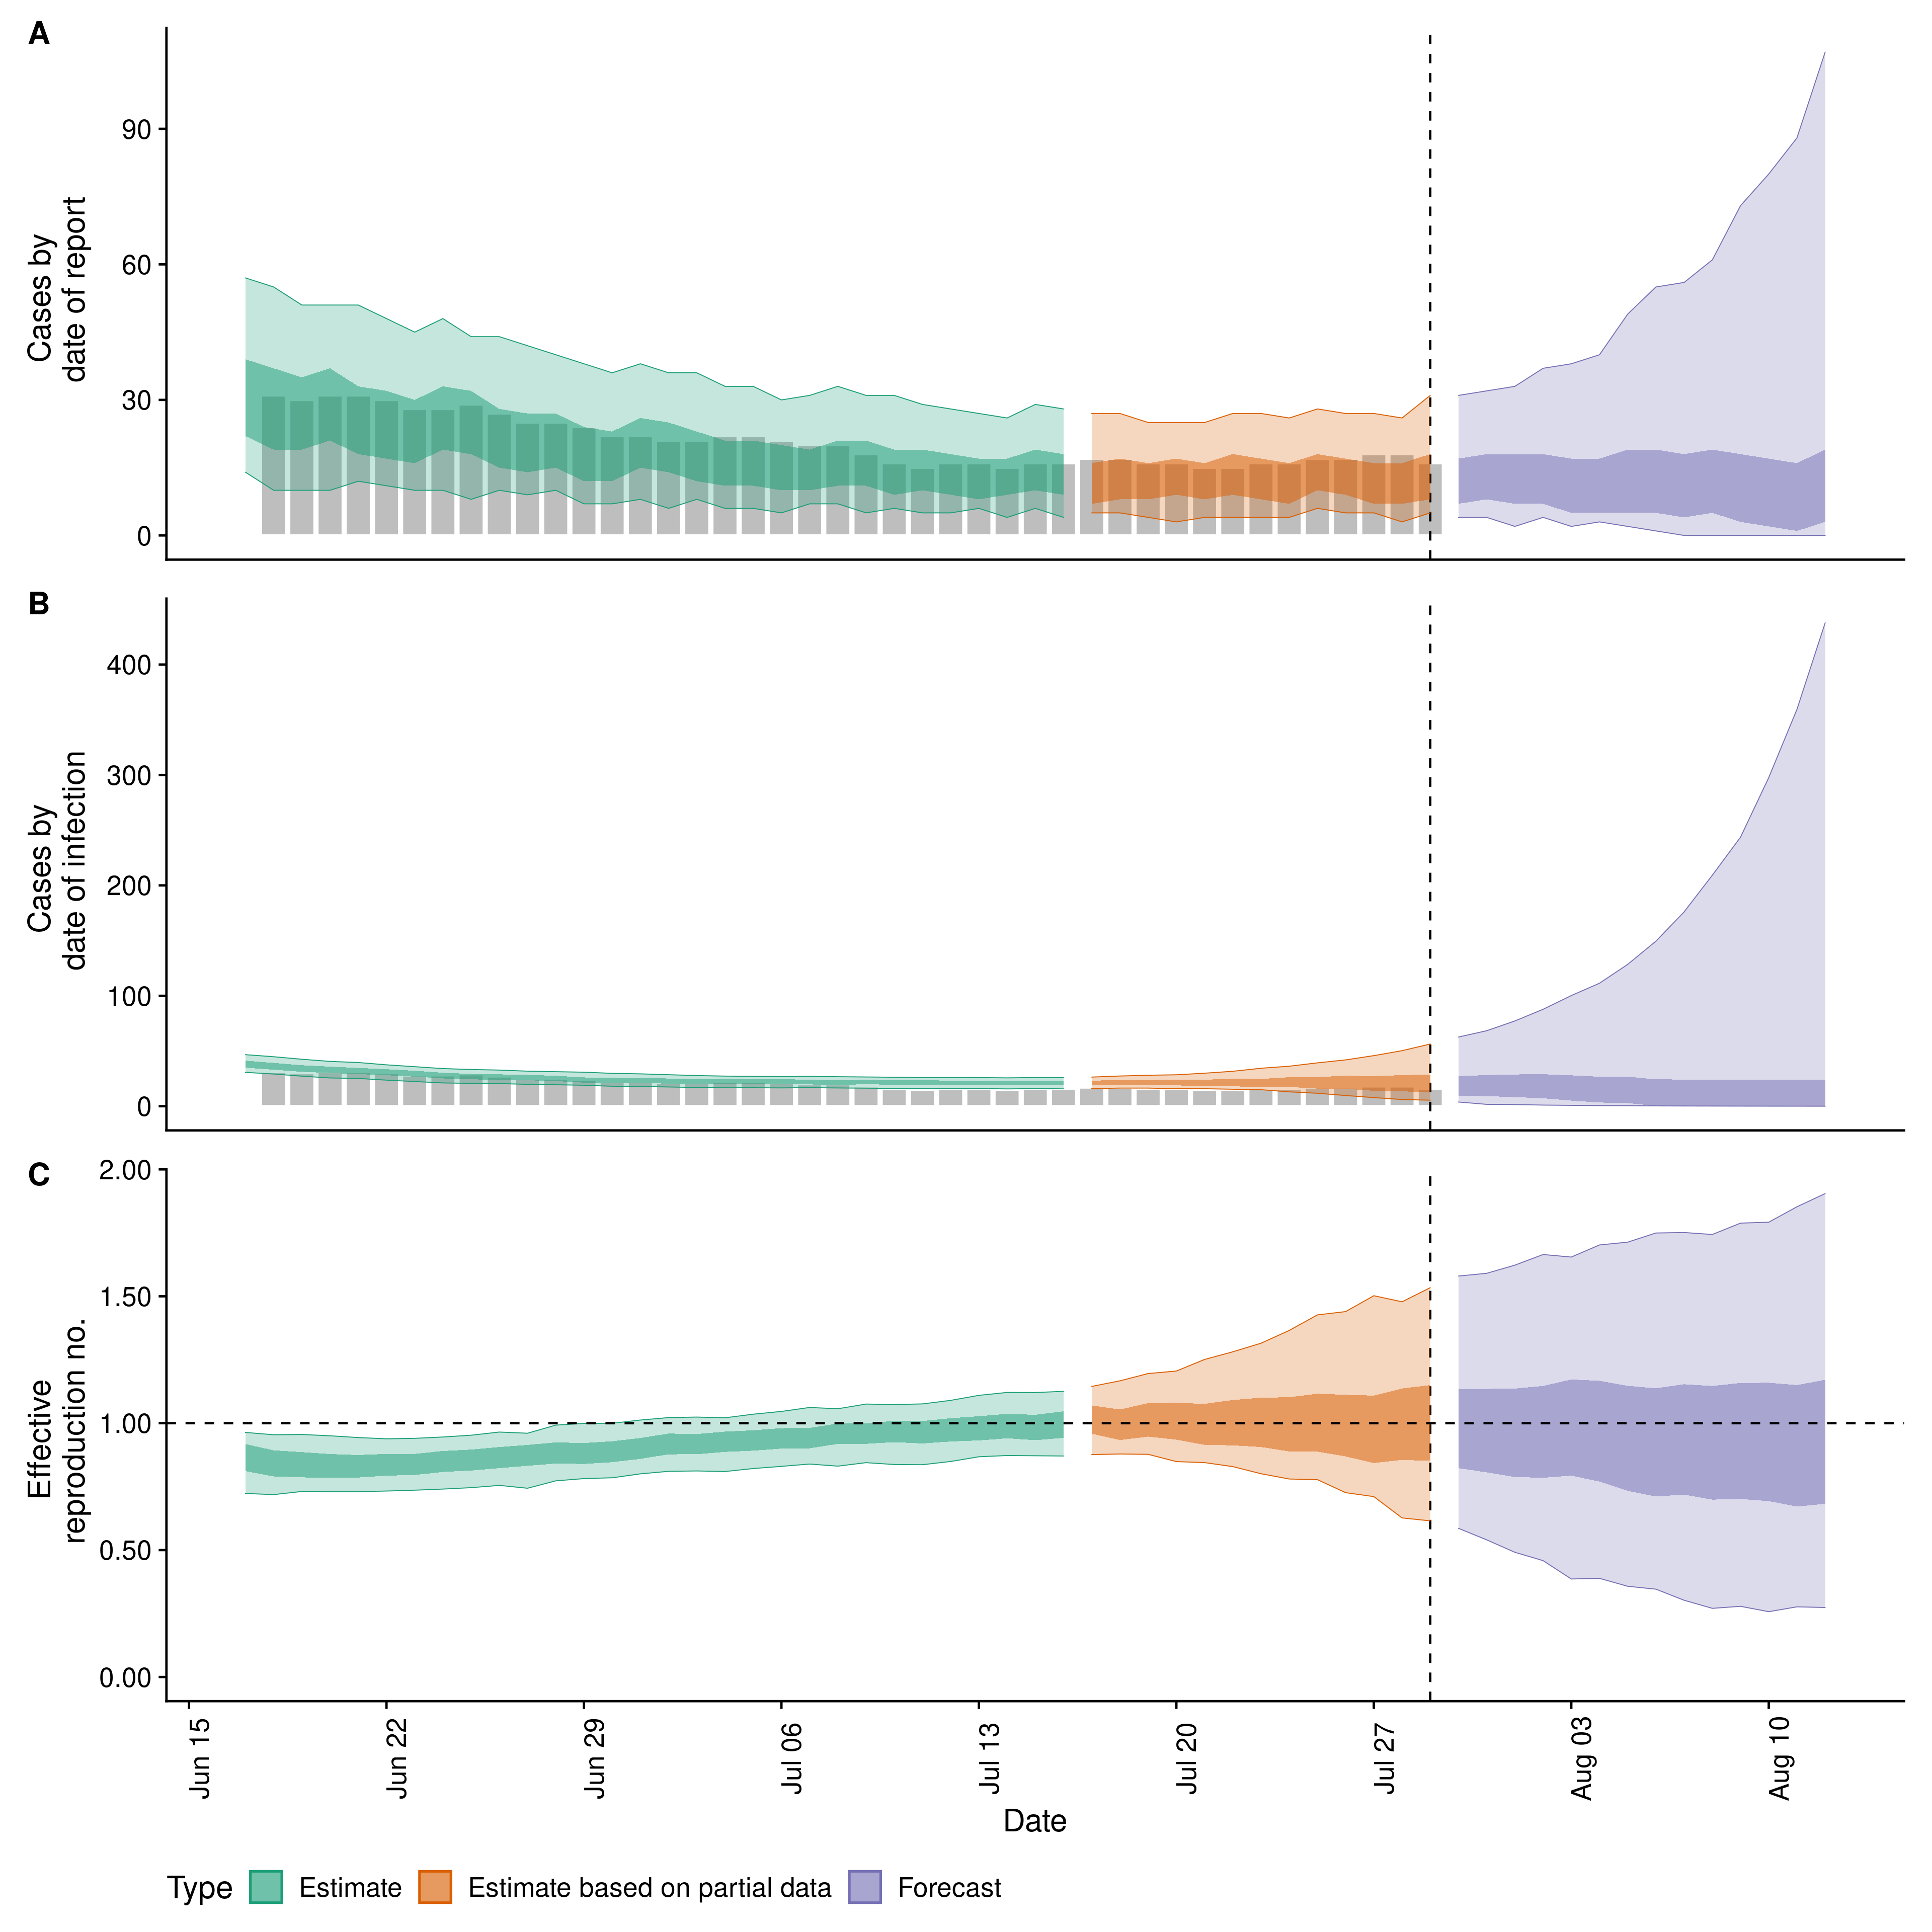 A
Cases by
date of report
90
60
30
0
B
Cases by
date of infection
400
300
200
100
0
C
Effective
reproduction no.
2.00
1.50
1.00
0.50
0.00
Jun 15
Jun 22
Jun 29
Jul 06
Jul 13
Jul 20
Jul 27
Aug 03
Aug 10
Date
Type Estimate Estimate based on partial data Forecast